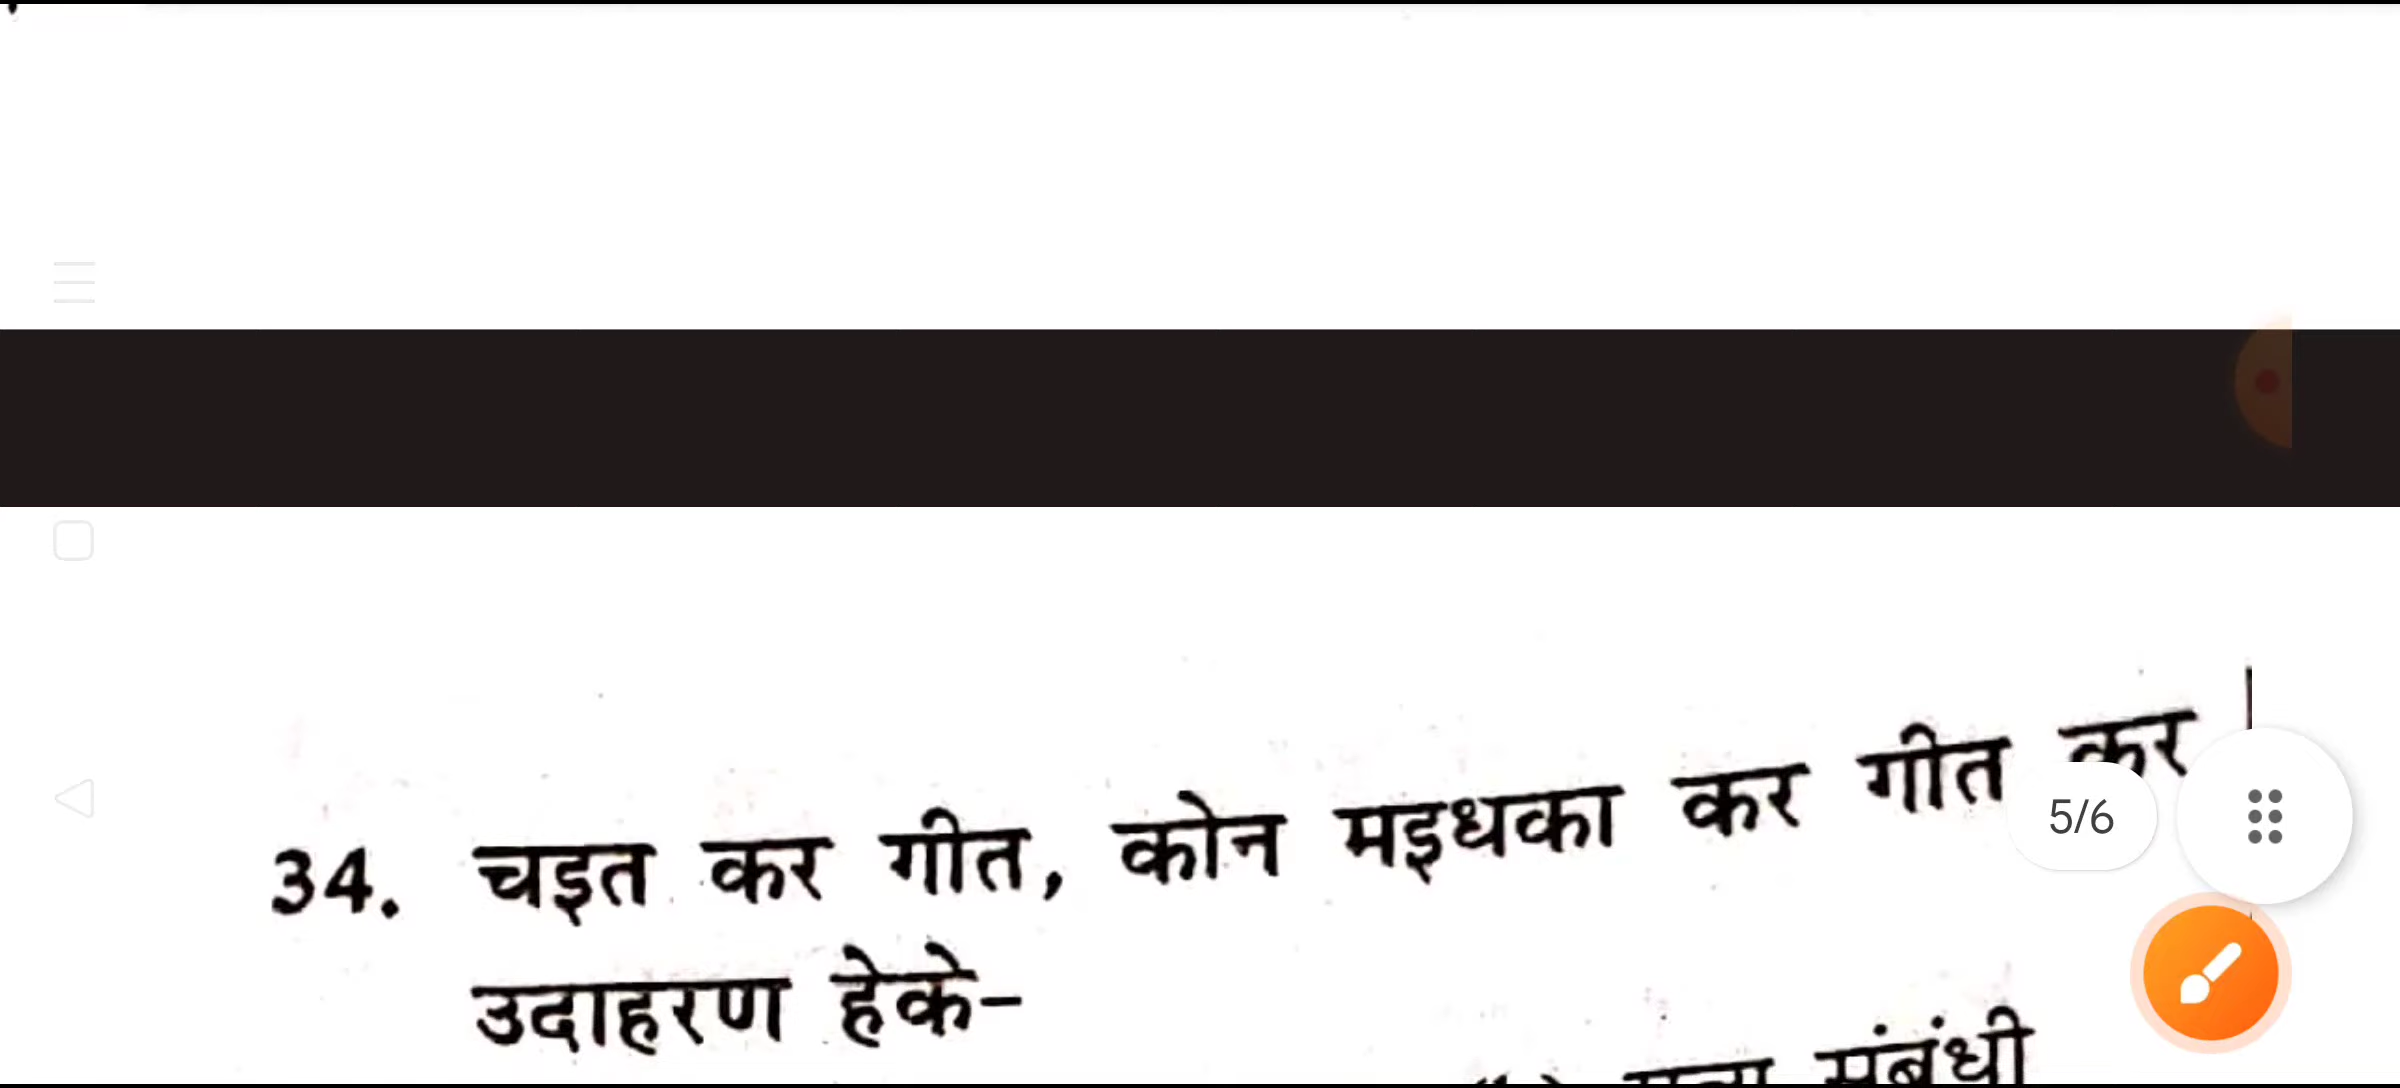 34. चइत कर गीत, कोन मइधका कर गीत कर
5/6
उदाहरण हेके-
संबंधी